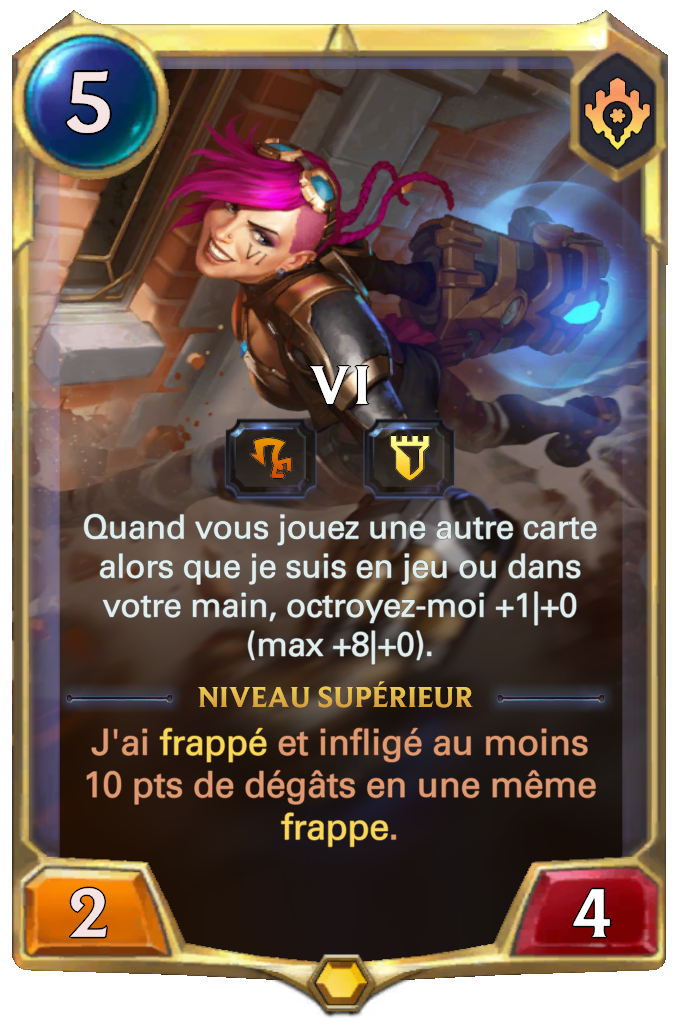 5
VI
VI
Quand vous jouez une autre carte
alors que je suis en jeu ou dans
votre main, octroyez-moi +1|+0
(max +8|+0).
NIVEAU SUPÉRIEUR
J'ai frappé et infligé au moins
10 pts de dégâts en une même
frappe.
2
4